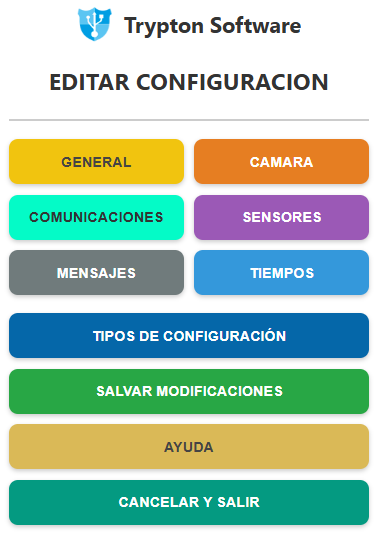 Trypton Software
EDITAR CONFIGURACION
GENERAL
CAMARA
COMUNICACIONES
SENSORES
MENSAJES
TIEMPOS
TIPOS DE CONFIGURACIÓN
SALVAR MODIFICACIONES
AYUDA
CANCELAR Y SALIR